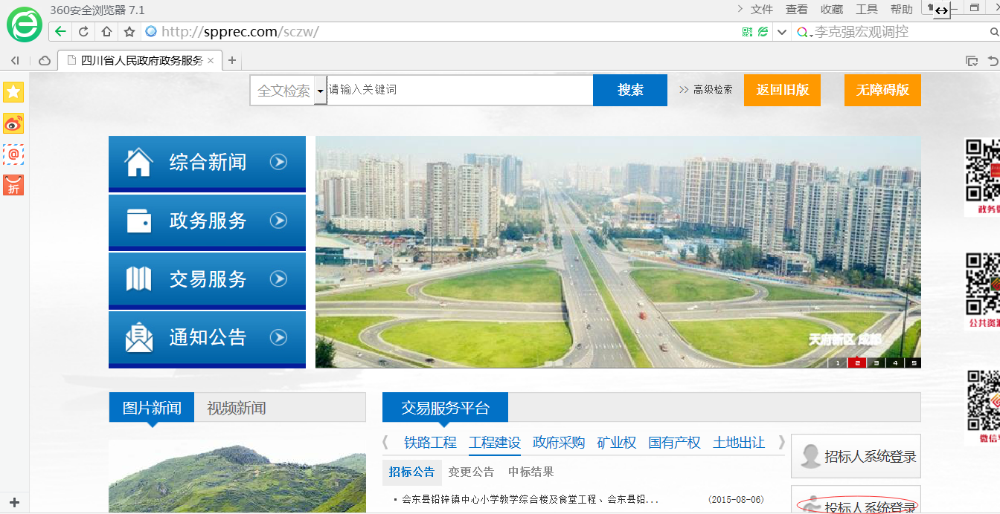 360安全浏览器 7.1
文件 查看 收藏 工具 帮助
http://spprec.com/sczw/
李克强宏观调控
四川省人民政府政务服务
全文检索 请输入关键词 搜索 >> 高级检索 返回旧版 无障碍版
折
综合新闻
政务服务
交易服务
通知公告
天府新区 成都
1 2 3 4 5
政务
公共资
微信
图片新闻 视频新闻
交易服务平台
铁路工程 工程建设 政府采购 矿业权 国有产权 土地出让
招标公告 变更公告 中标结果
会东县铅锌镇中心小学教学综合楼及食堂工程、会东县铅... (2015-08-06)
招标人系统登录
投标人系统登录